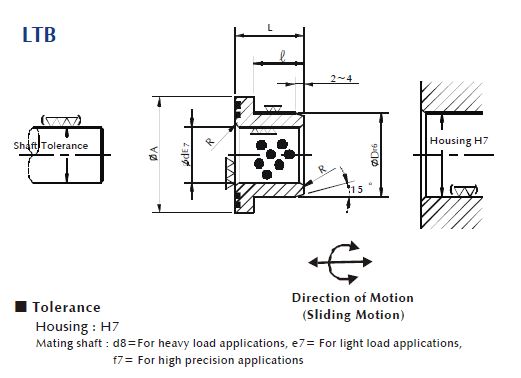 LTB
L
ℓ
2~4
Shaft Tolerance
ØA
ØdE7
R
R
ØDr6
15°
Housing H7
Direction of Motion
(Sliding Motion)
■ Tolerance
Housing : H7
Mating shaft : d8=For heavy load applications, e7= For light load applications,
f7= For high precision applications